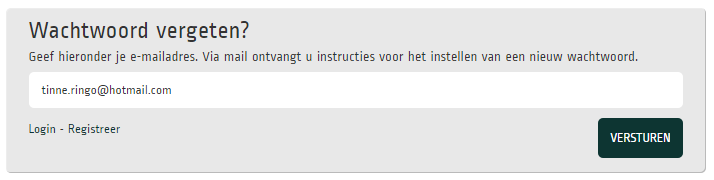 Wachtwoord vergeten?
Geef hieronder je e-mailadres. Via mail ontvangt u instructies voor het instellen van een nieuw wachtwoord.
tinne.ringo@hotmail.com
Login - Registreer
VERSTUREN